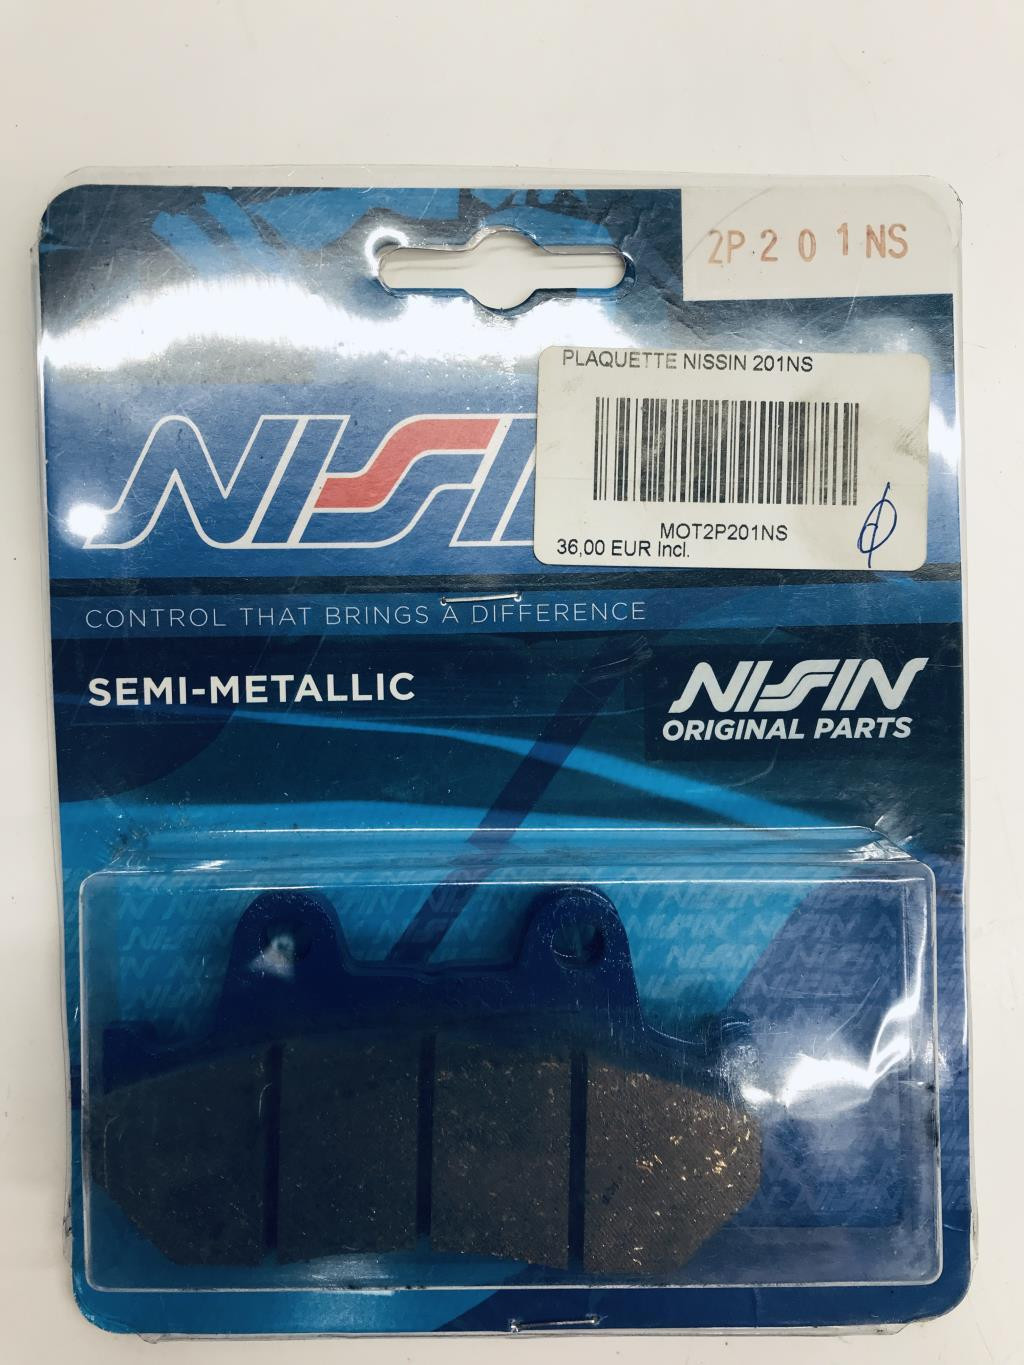 2P 2 0 1 NS
PLAQUETTE NISSIN 201NS
MOT2P201NS
36,00 EUR Incl.
NISSIN
CONTROL THAT BRINGS A DIFFERENCE
SEMI-METALLIC
NISSIN
ORIGINAL PARTS